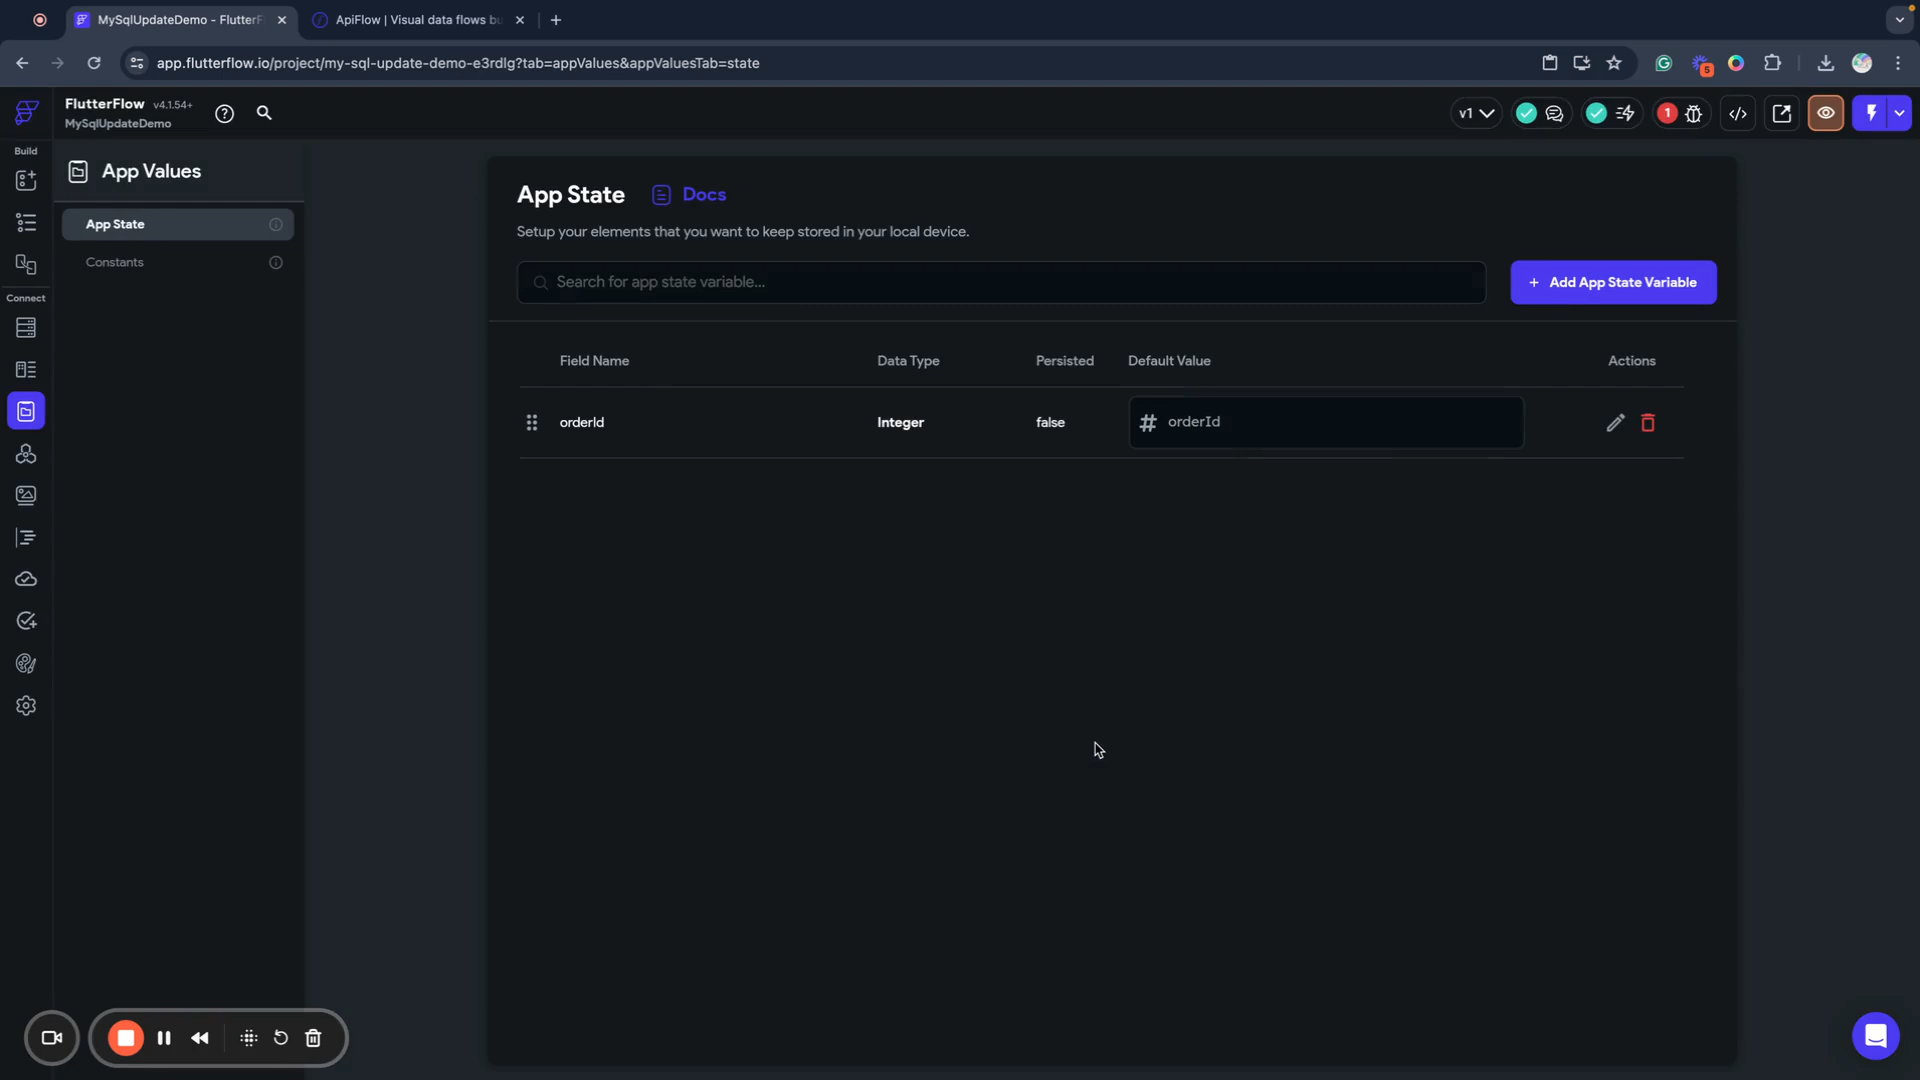 MySqlUpdateDemo - FlutterF
ApiFlow | Visual data flows bu
app.flutterflow.io/project/my-sql-update-demo-e3rdlg?tab=appValues&appValuesTab=state
5
FlutterFlow v4.1.54+
MySqlUpdateDemo
v1
1
Build
App Values
App State
Constants
Connect
App State
Docs
Setup your elements that you want to keep stored in your local device.
Search for app state variable...
+ Add App State Variable
Field Name Data Type Persisted Default Value Actions
orderId Integer false # orderId